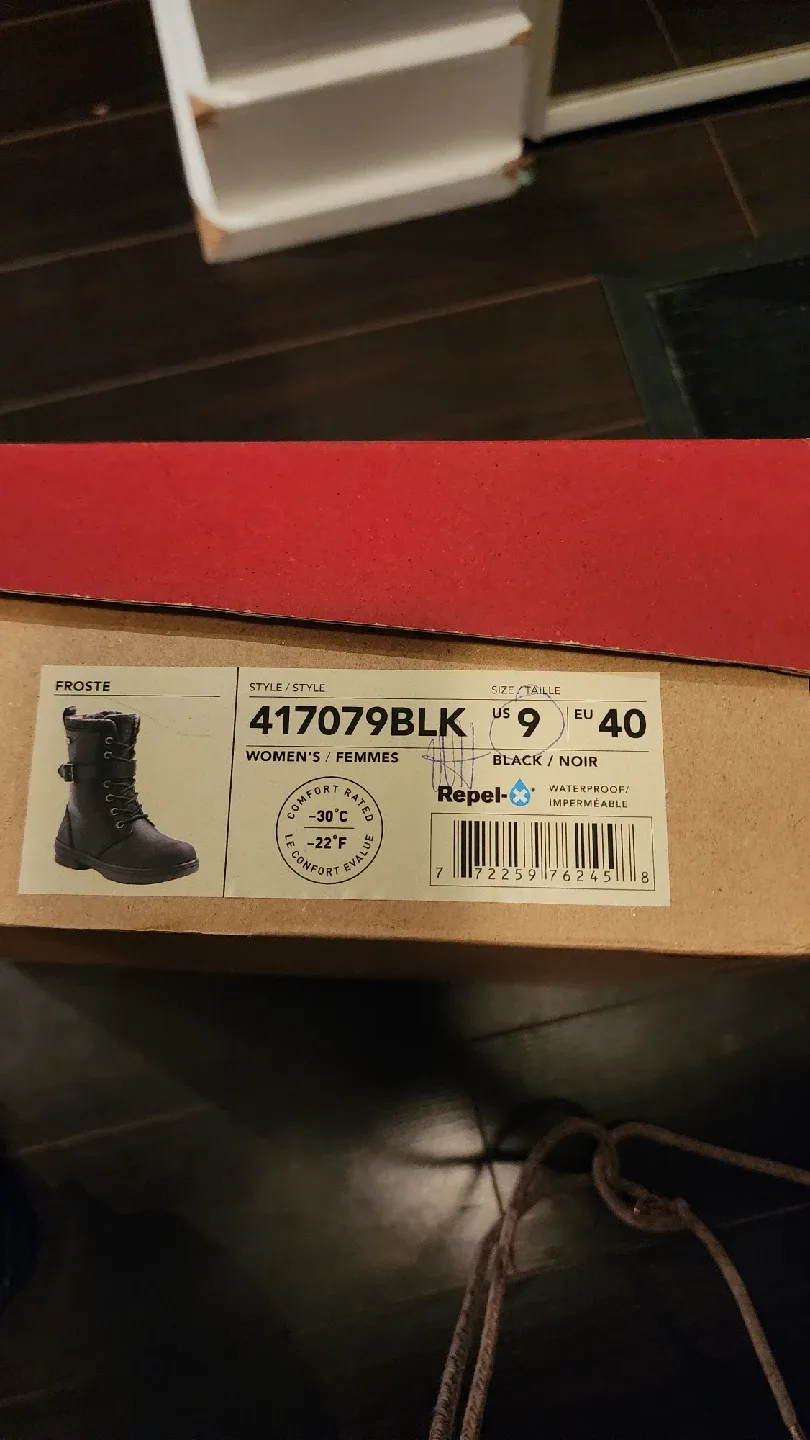 FROSTE
STYLE / STYLE
SIZE / TAILLE
417079BLK
US 9 EU 40
WOMEN'S / FEMMES
BLACK / NOIR
COMFORT RATED
-30°C
-22°F
LE CONFORT ÉVALUÉ
Repel-X
WATERPROOF/
IMPERMÉABLE
7 72259 76245 8